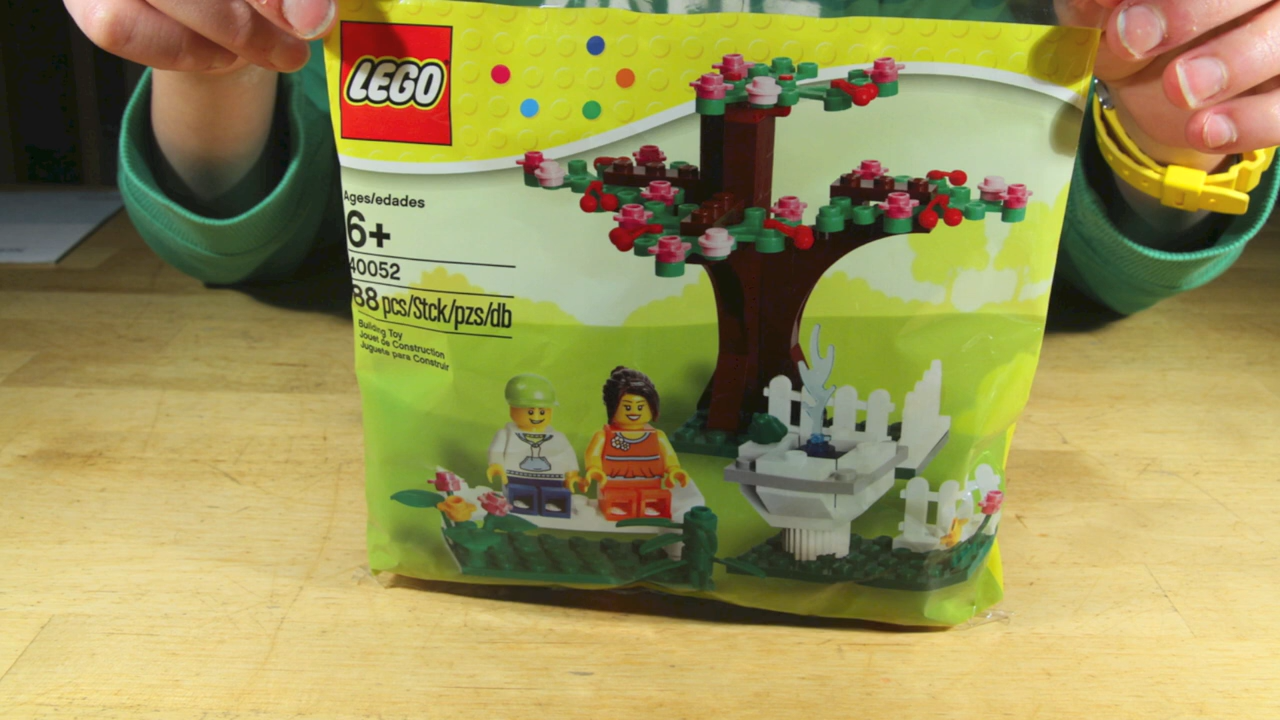 LEGO
Ages/edades
6+
40052
88 pcs/Stck/pzs/db
Building Toy
Jouet de Construction
Juguete para Construir